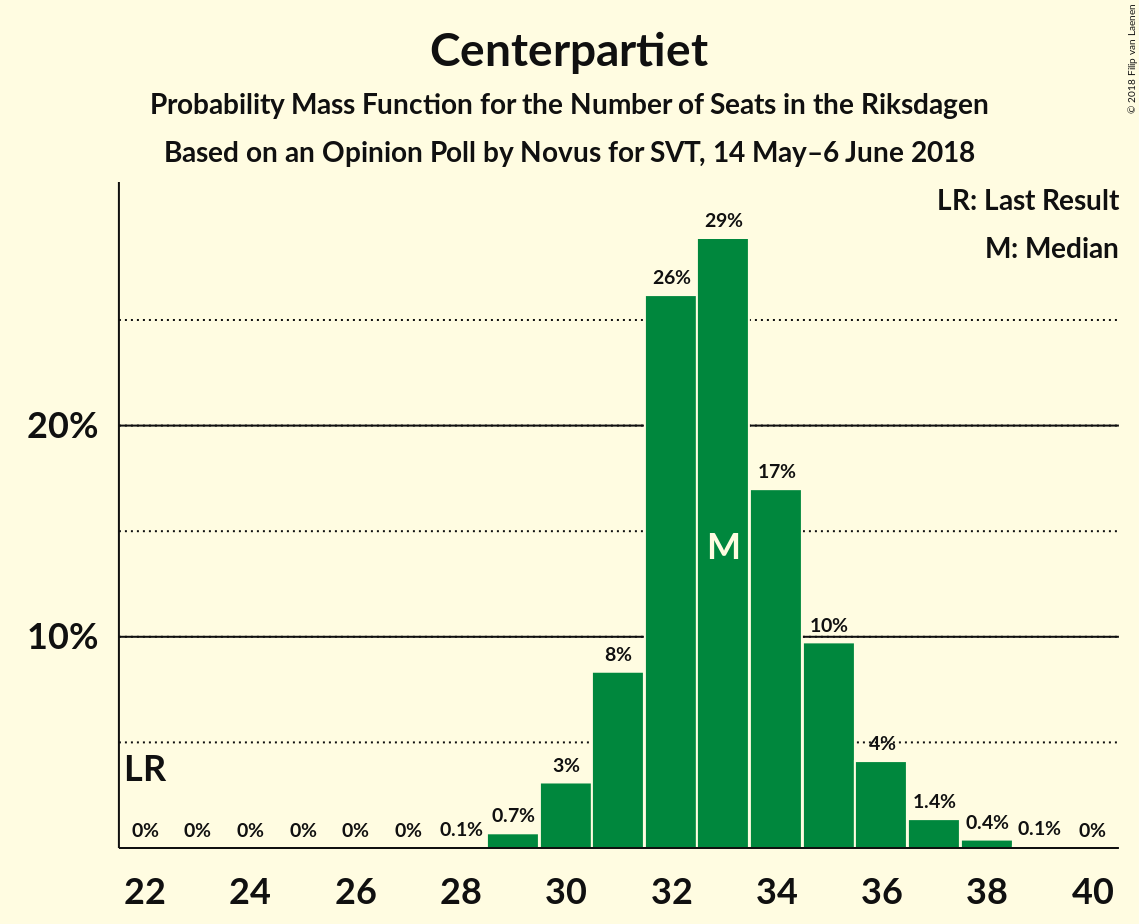 Centerpartiet
Probability Mass Function for the Number of Seats in the Riksdagen
Based on an Opinion Poll by Novus for SVT, 14 May–6 June 2018
© 2018 Filip van Laenen
LR: Last Result
M: Median
29%
26%
20%
17%
M
10%
10%
8%
4%
LR
3%
1.4%
0.7%
0.4%
0% 0% 0% 0% 0% 0% 0.1% 0.1% 0%
22 24 26 28 30 32 34 36 38 40